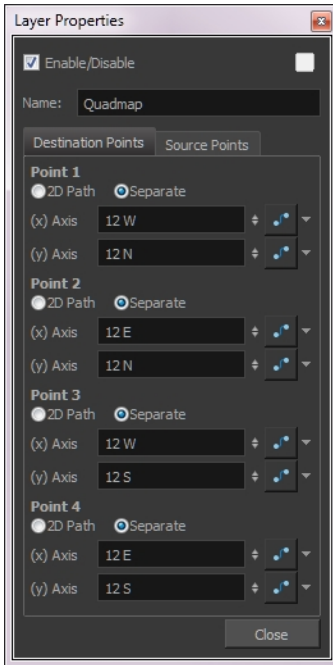 Layer Properties
Enable/Disable
Name: Quadmap
Destination Points Source Points
Point 1
2D Path Separate
(x) Axis 12 W
(y) Axis 12 N
Point 2
2D Path Separate
(x) Axis 12 E
(y) Axis 12 N
Point 3
2D Path Separate
(x) Axis 12 W
(y) Axis 12 S
Point 4
2D Path Separate
(x) Axis 12 E
(y) Axis 12 S
Close